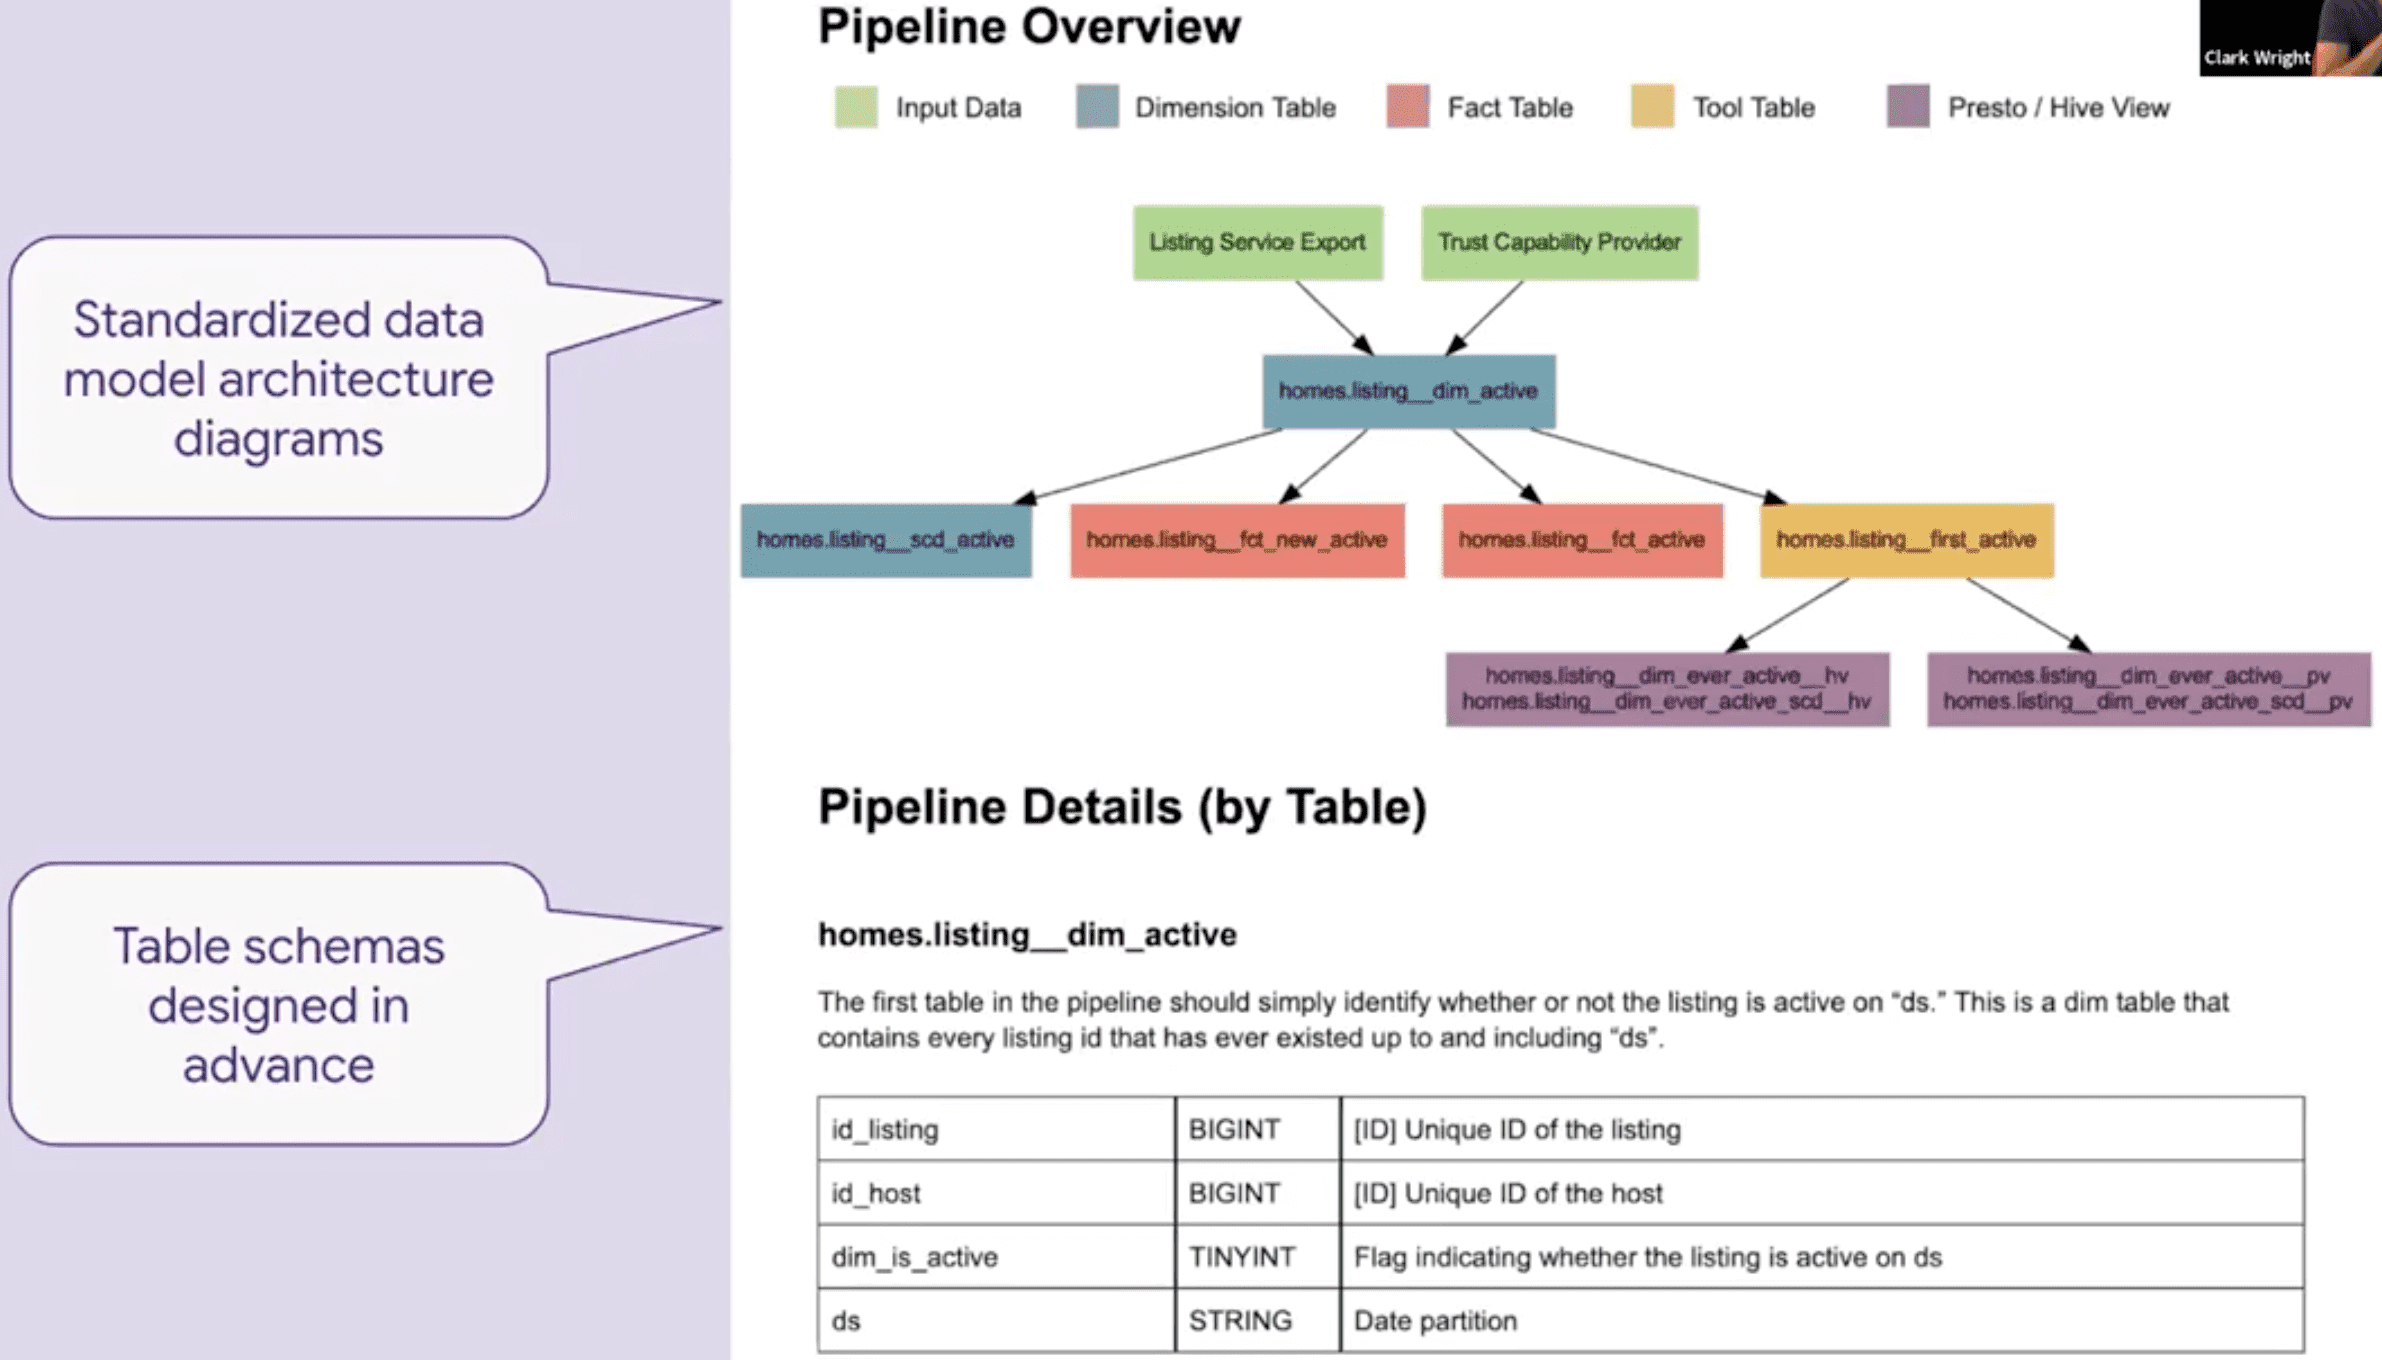 Pipeline Overview
Clark Wright
Input Data
Dimension Table
Fact Table
Tool Table
Presto / Hive View
Standardized data
model architecture
diagrams
Listing Service Export
Trust Capability Provider
homes.listing__dim_active
homes.listing__scd_active
homes.listing__fct_new_active
homes.listing__fct_active
homes.listing__first_active
homes.listing__dim_ever_active__hv
homes.listing__dim_ever_active_scd__hv
homes.listing__dim_ever_active__pv
homes.listing__dim_ever_active_scd__pv
Pipeline Details (by Table)
Table schemas
designed in
advance
homes.listing__dim_active
The first table in the pipeline should simply identify whether or not the listing is active on “ds.” This is a dim table that
contains every listing id that has ever existed up to and including “ds”.
id_listing BIGINT [ID] Unique ID of the listing
id_host BIGINT [ID] Unique ID of the host
dim_is_active TINYINT Flag indicating whether the listing is active on ds
ds STRING Date partition